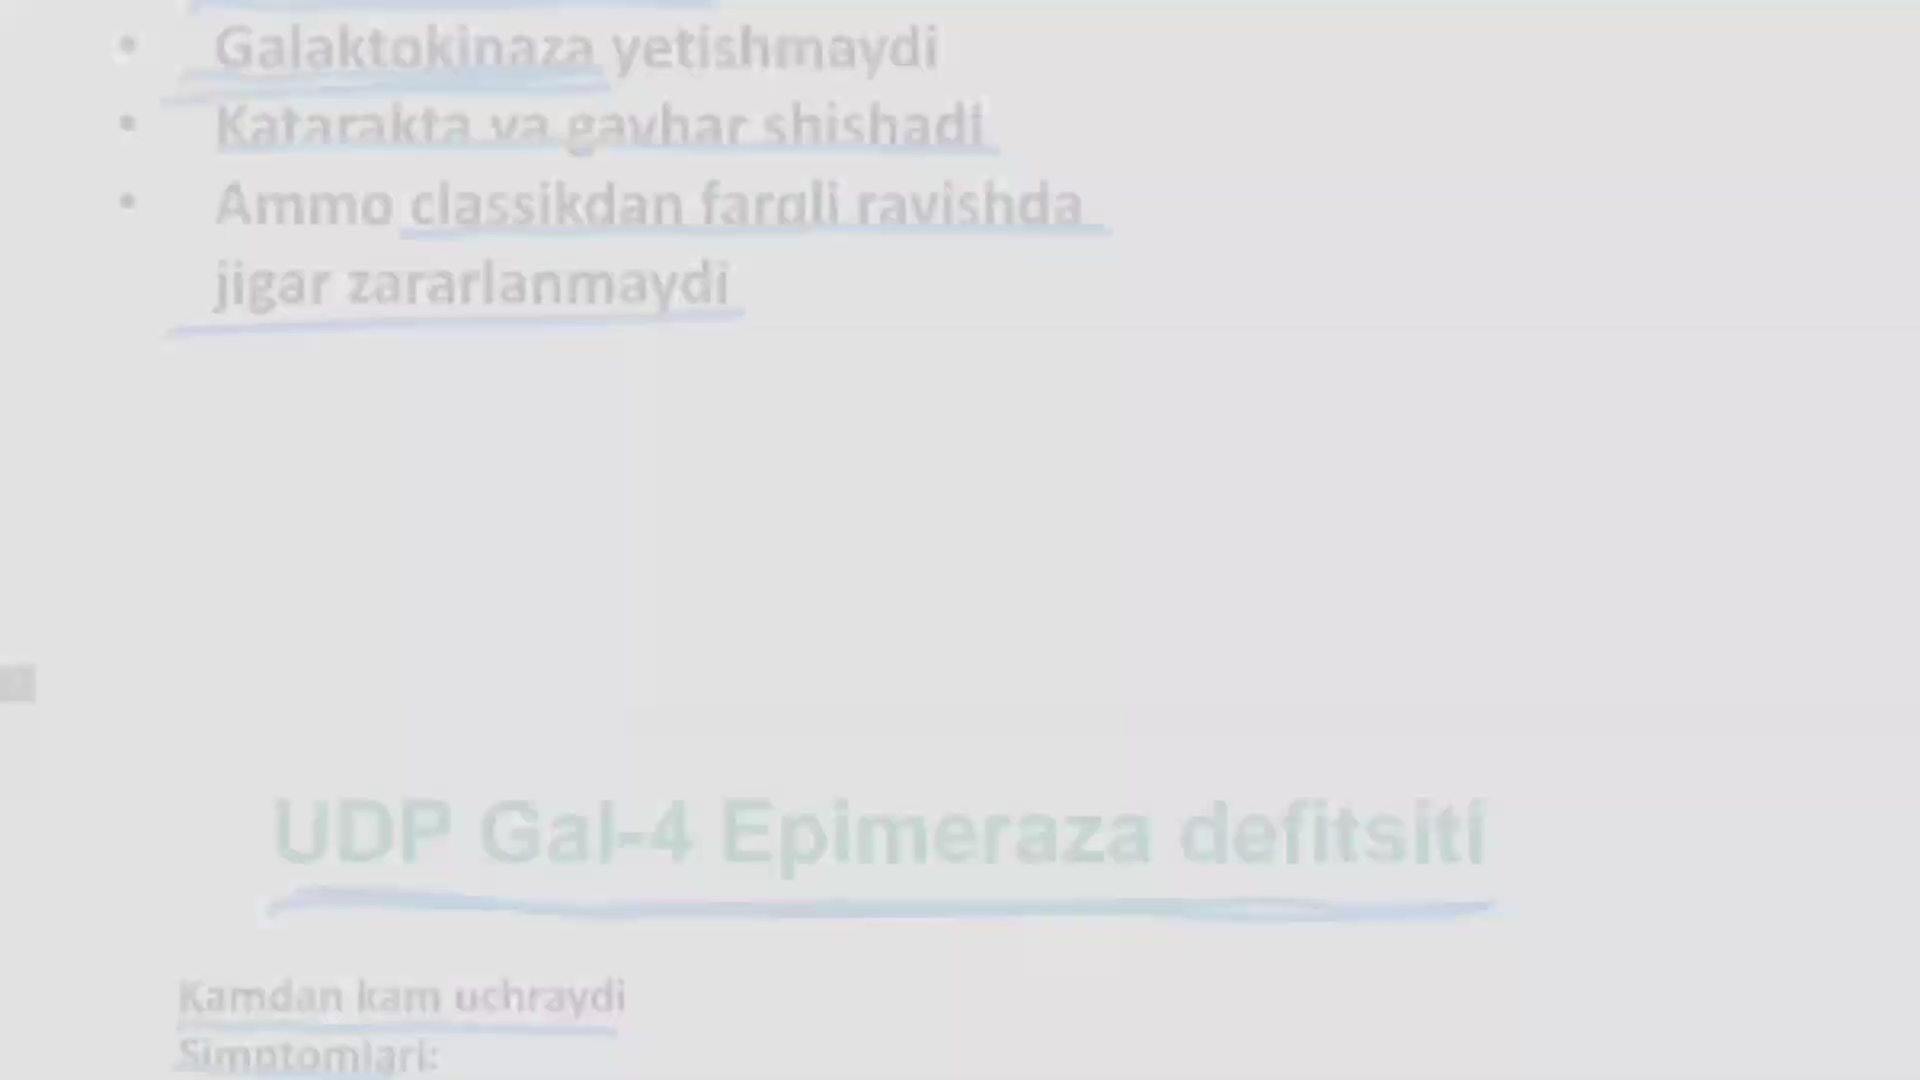 • Galaktokinaza yetishmaydi
• Katarakta va gavhar shishadi
• Ammo classikdan farqli ravishda
jigar zararlanmaydi
UDP Gal-4 Epimeraza defitsiti
Kamdan kam uchraydi
Simptomlari: